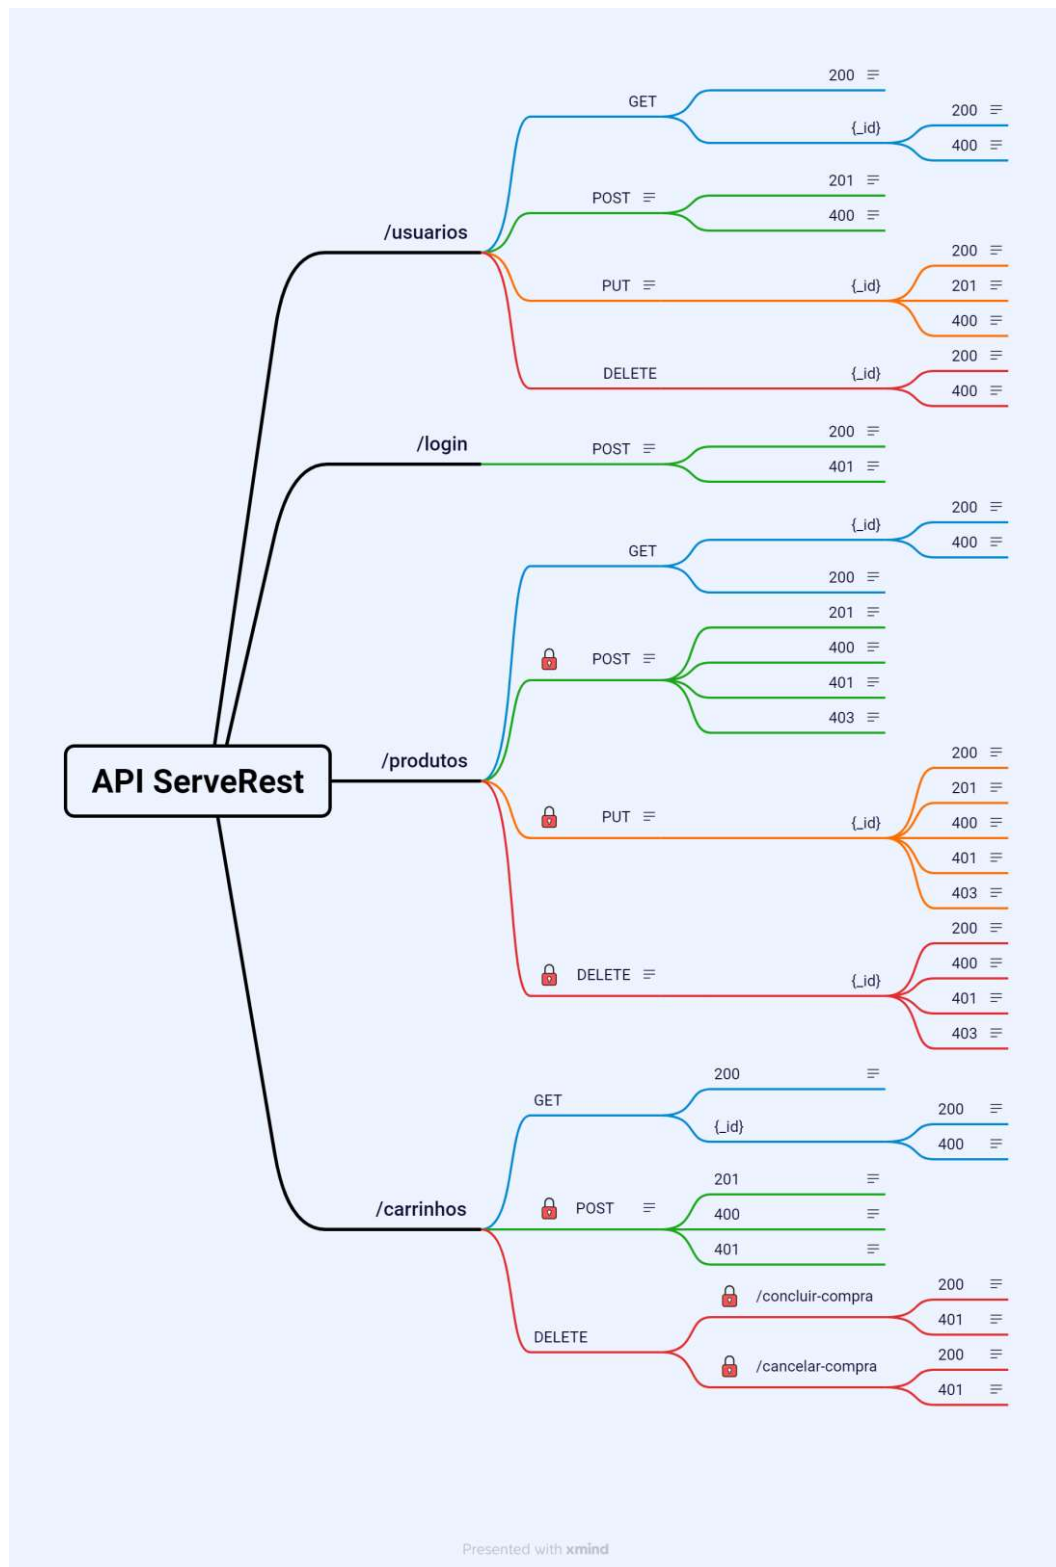 API ServeRest
/usuarios
GET
200
{_id}
200
400
POST
201
400
PUT
{_id}
200
201
400
DELETE
{_id}
200
400
/login
POST
200
401
/produtos
GET
{_id}
200
400
200
POST
201
400
401
403
PUT
{_id}
200
201
400
401
403
DELETE
{_id}
200
400
401
403
/carrinhos
GET
200
{_id}
200
400
POST
201
400
401
DELETE
/concluir-compra
200
401
/cancelar-compra
200
401
Presented with xmind